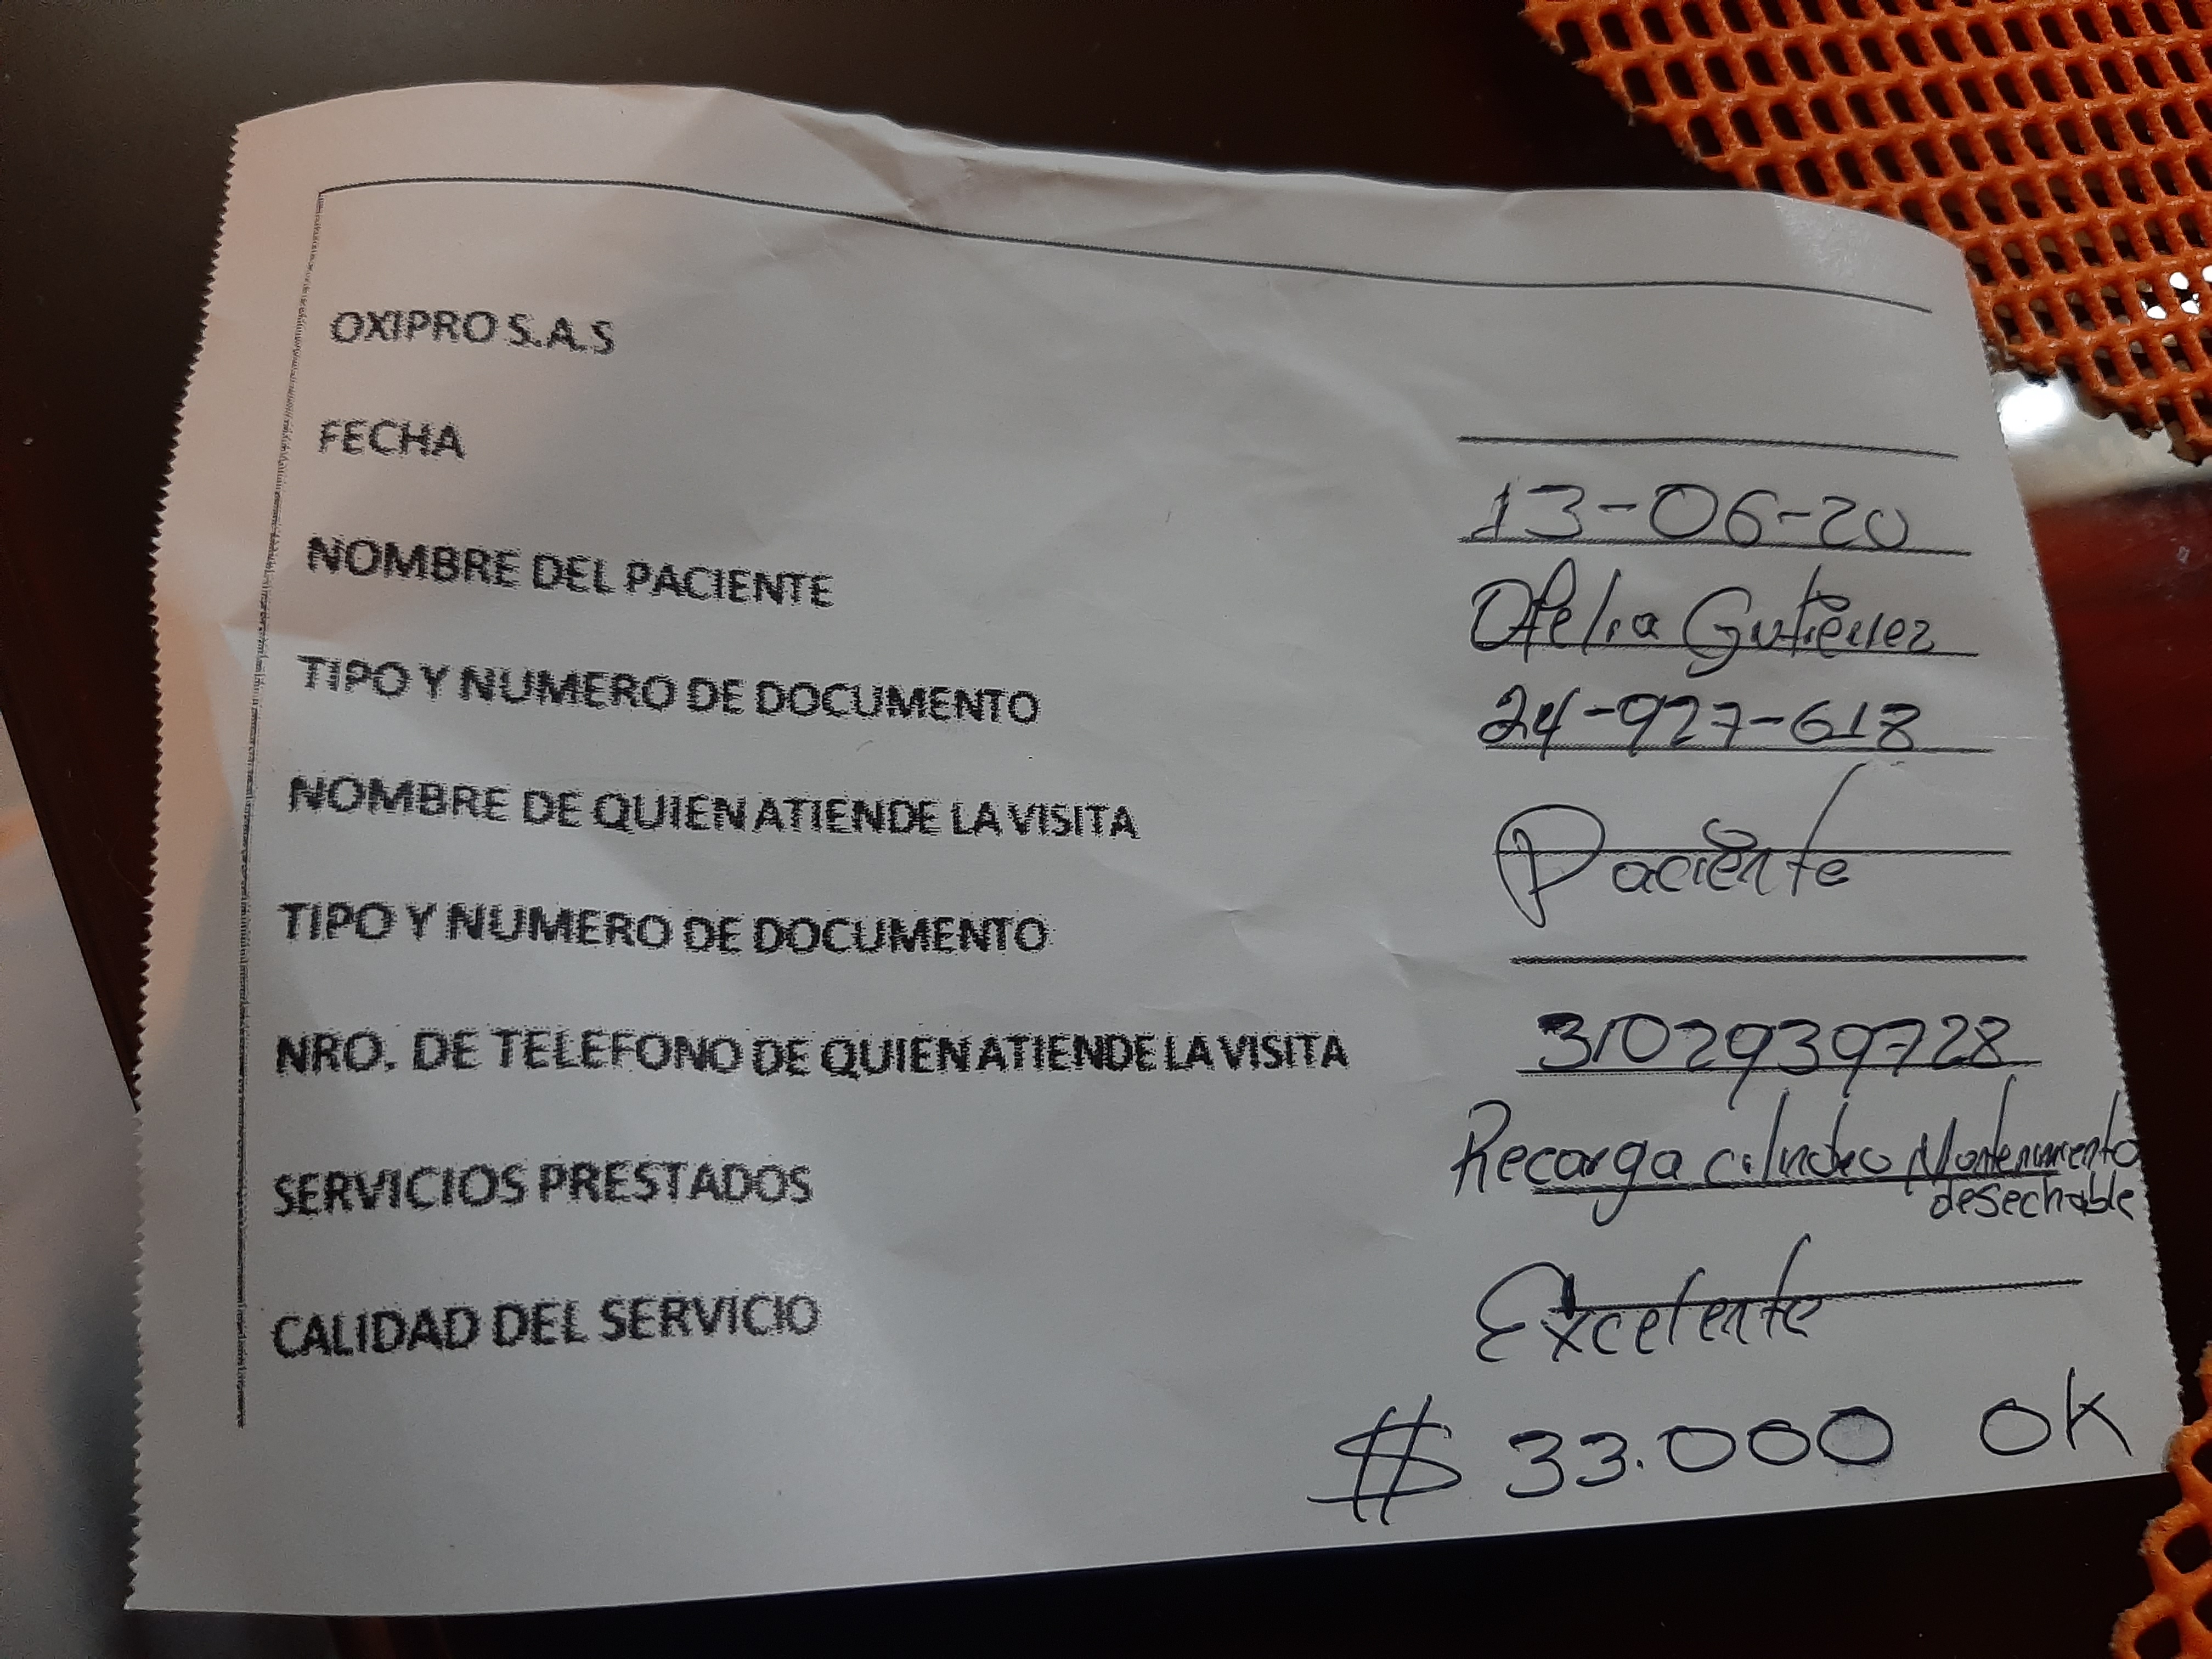 OXIPRO S.A.S
FECHA
13-06-20
NOMBRE DEL PACIENTE
Ofelia Gutierrez
TIPO Y NUMERO DE DOCUMENTO
24-927-618
NOMBRE DE QUIEN ATIENDE LA VISITA
Paciente
TIPO Y NUMERO DE DOCUMENTO
NRO. DE TELEFONO DE QUIEN ATIENDE LA VISITA
3102939728
SERVICIOS PRESTADOS
Recarga cilindro Mantenimiento
desechable
CALIDAD DEL SERVICIO
Excelente
$ 33.000 OK